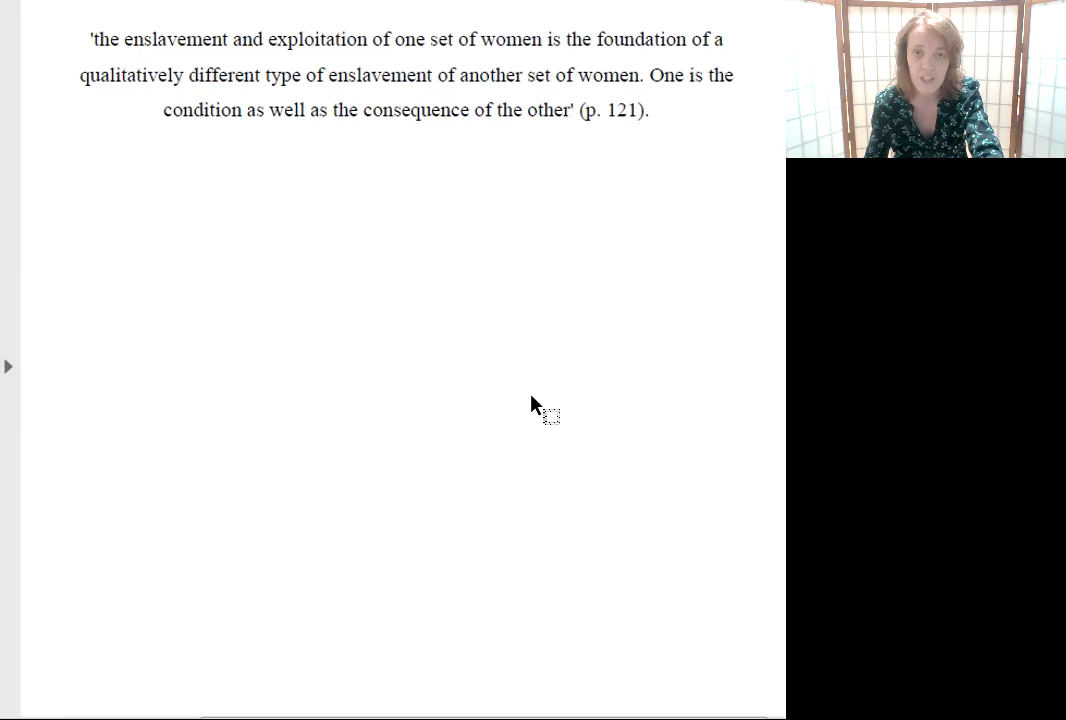 'the enslavement and exploitation of one set of women is the foundation of a
qualitatively different type of enslavement of another set of women. One is the
condition as well as the consequence of the other' (p. 121).